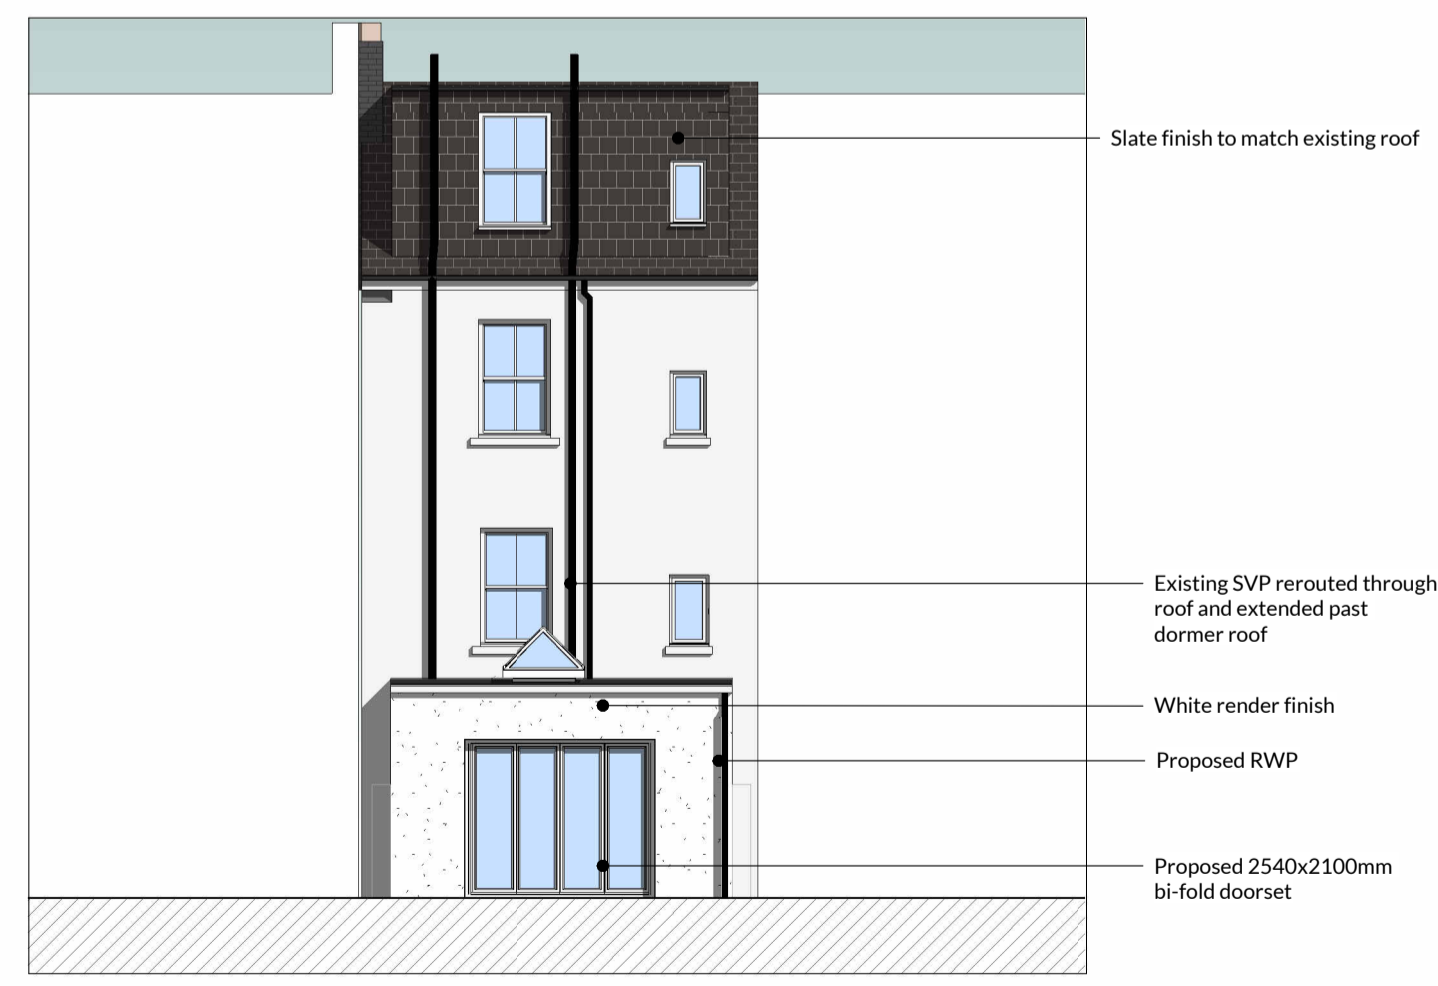 Slate finish to match existing roof
Existing SVP rerouted through
roof and extended past
dormer roof
White render finish
Proposed RWP
Proposed 2540x2100mm
bi-fold doorset